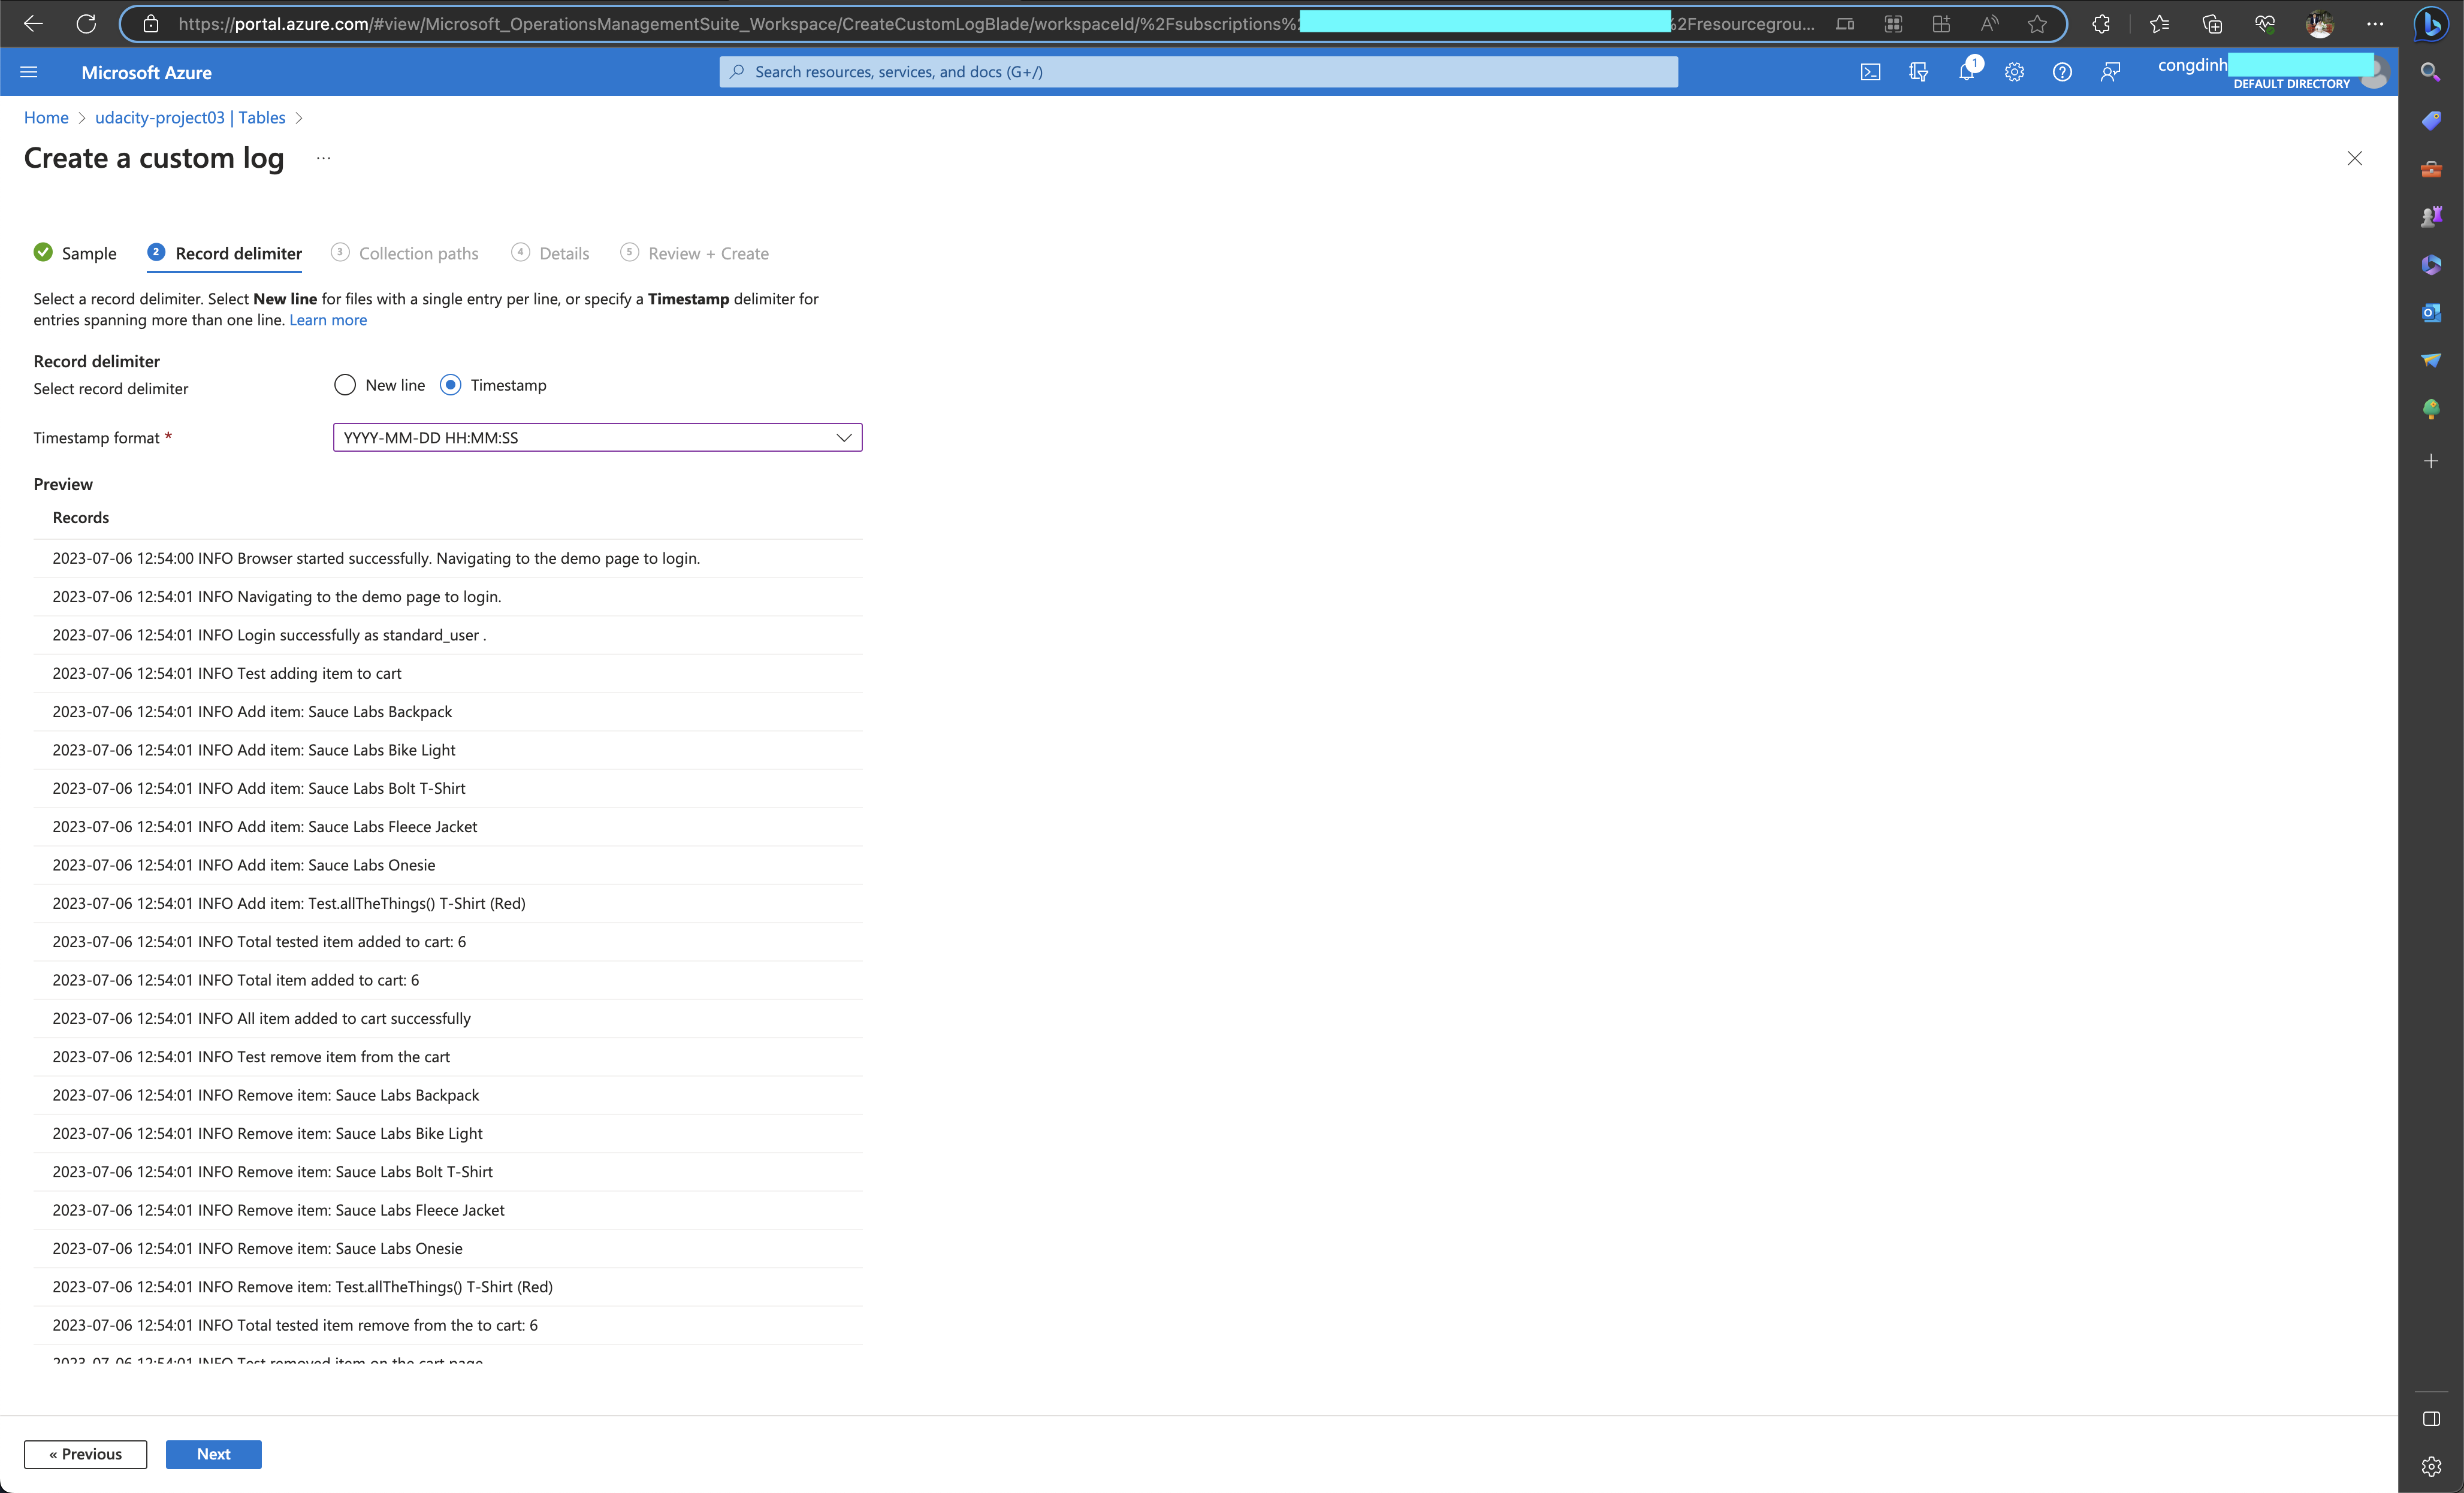 https://portal.azure.com/#view/Microsoft_OperationsManagementSuite_Workspace/CreateCustomLogBlade/workspaceId/%2Fsubscriptions%2 2Fresourcegrou...
Microsoft Azure
Search resources, services, and docs (G+/)
1
congdinh
DEFAULT DIRECTORY
Home > udacity-project03 | Tables >
Create a custom log ...
Sample
2 Record delimiter
3 Collection paths
4 Details
5 Review + Create
Select a record delimiter. Select New line for files with a single entry per line, or specify a Timestamp delimiter for
entries spanning more than one line. Learn more
Record delimiter
Select record delimiter
New line
Timestamp
Timestamp format *
YYYY-MM-DD HH:MM:SS
Preview
Records
2023-07-06 12:54:00 INFO Browser started successfully. Navigating to the demo page to login.
2023-07-06 12:54:01 INFO Navigating to the demo page to login.
2023-07-06 12:54:01 INFO Login successfully as standard_user .
2023-07-06 12:54:01 INFO Test adding item to cart
2023-07-06 12:54:01 INFO Add item: Sauce Labs Backpack
2023-07-06 12:54:01 INFO Add item: Sauce Labs Bike Light
2023-07-06 12:54:01 INFO Add item: Sauce Labs Bolt T-Shirt
2023-07-06 12:54:01 INFO Add item: Sauce Labs Fleece Jacket
2023-07-06 12:54:01 INFO Add item: Sauce Labs Onesie
2023-07-06 12:54:01 INFO Add item: Test.allTheThings() T-Shirt (Red)
2023-07-06 12:54:01 INFO Total tested item added to cart: 6
2023-07-06 12:54:01 INFO Total item added to cart: 6
2023-07-06 12:54:01 INFO All item added to cart successfully
2023-07-06 12:54:01 INFO Test remove item from the cart
2023-07-06 12:54:01 INFO Remove item: Sauce Labs Backpack
2023-07-06 12:54:01 INFO Remove item: Sauce Labs Bike Light
2023-07-06 12:54:01 INFO Remove item: Sauce Labs Bolt T-Shirt
2023-07-06 12:54:01 INFO Remove item: Sauce Labs Fleece Jacket
2023-07-06 12:54:01 INFO Remove item: Sauce Labs Onesie
2023-07-06 12:54:01 INFO Remove item: Test.allTheThings() T-Shirt (Red)
2023-07-06 12:54:01 INFO Total tested item remove from the to cart: 6
2023-07-06 12:54:01 INFO Test removed item on the cart page
« Previous
Next